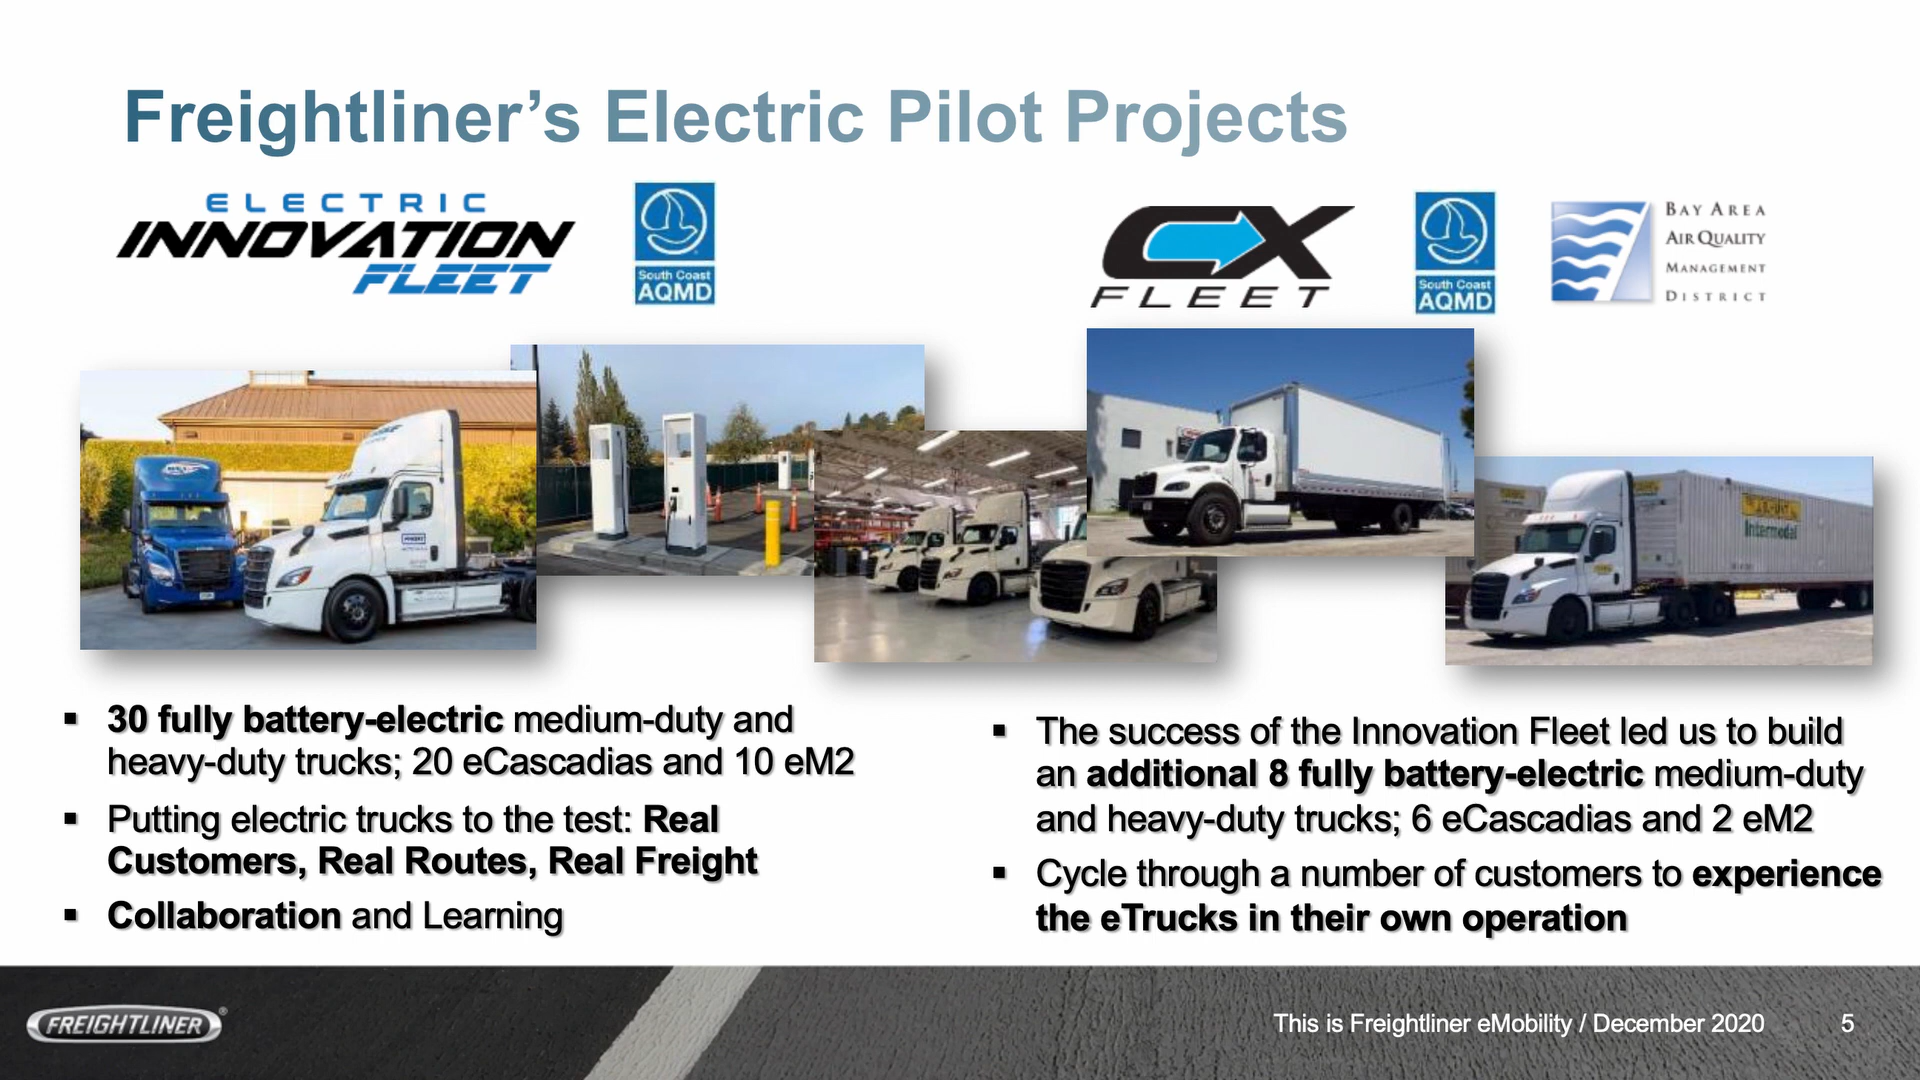 Freightliner’s Electric Pilot Projects
ELECTRIC
INNOVATION
FLEET
South Coast
AQMD
CX
FLEET
South Coast
AQMD
BAY AREA
AIR QUALITY
MANAGEMENT
DISTRICT
Intermodal
▪ 30 fully battery-electric medium-duty and
heavy-duty trucks; 20 eCascadias and 10 eM2
▪ Putting electric trucks to the test: Real
Customers, Real Routes, Real Freight
▪ Collaboration and Learning
▪ The success of the Innovation Fleet led us to build
an additional 8 fully battery-electric medium-duty
and heavy-duty trucks; 6 eCascadias and 2 eM2
▪ Cycle through a number of customers to experience
the eTrucks in their own operation
FREIGHTLINER®
This is Freightliner eMobility / December 2020
5